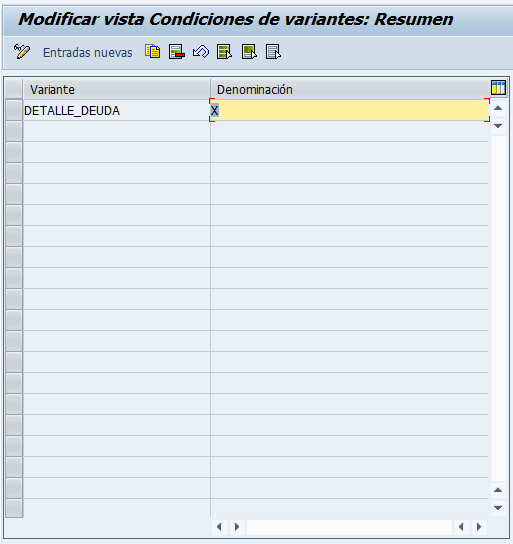 Modificar vista Condiciones de variantes: Resumen
Entradas nuevas
Variante Denominación
DETALLE_DEUDA X